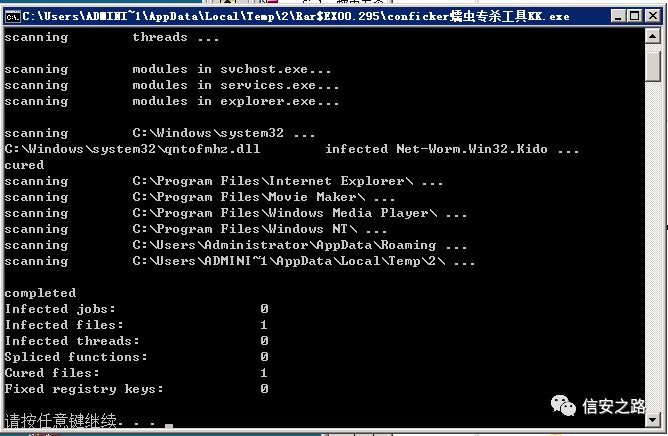 C:\Users\ADMINI~1\AppData\Local\Temp\2\Rar$EX00.295\conficker蠕虫专杀工具KK.exe
scanning threads ...
scanning modules in svchost.exe...
scanning modules in services.exe...
scanning modules in explorer.exe...
scanning C:\Windows\system32 ...
C:\Windows\system32\qntofmhz.dll infected Net-Worm.Win32.Kido ...
cured
scanning C:\Program Files\Internet Explorer\ ...
scanning C:\Program Files\Movie Maker\ ...
scanning C:\Program Files\Windows Media Player\ ...
scanning C:\Program Files\Windows NT\ ...
scanning C:\Users\Administrator\AppData\Roaming ...
scanning C:\Users\ADMINI~1\AppData\Local\Temp\2\ ...
completed
Infected jobs: 0
Infected files: 1
Infected threads: 0
Spliced functions: 0
Cured files: 1
Fixed registry keys: 0
请按任意键继续. . .
信安之路